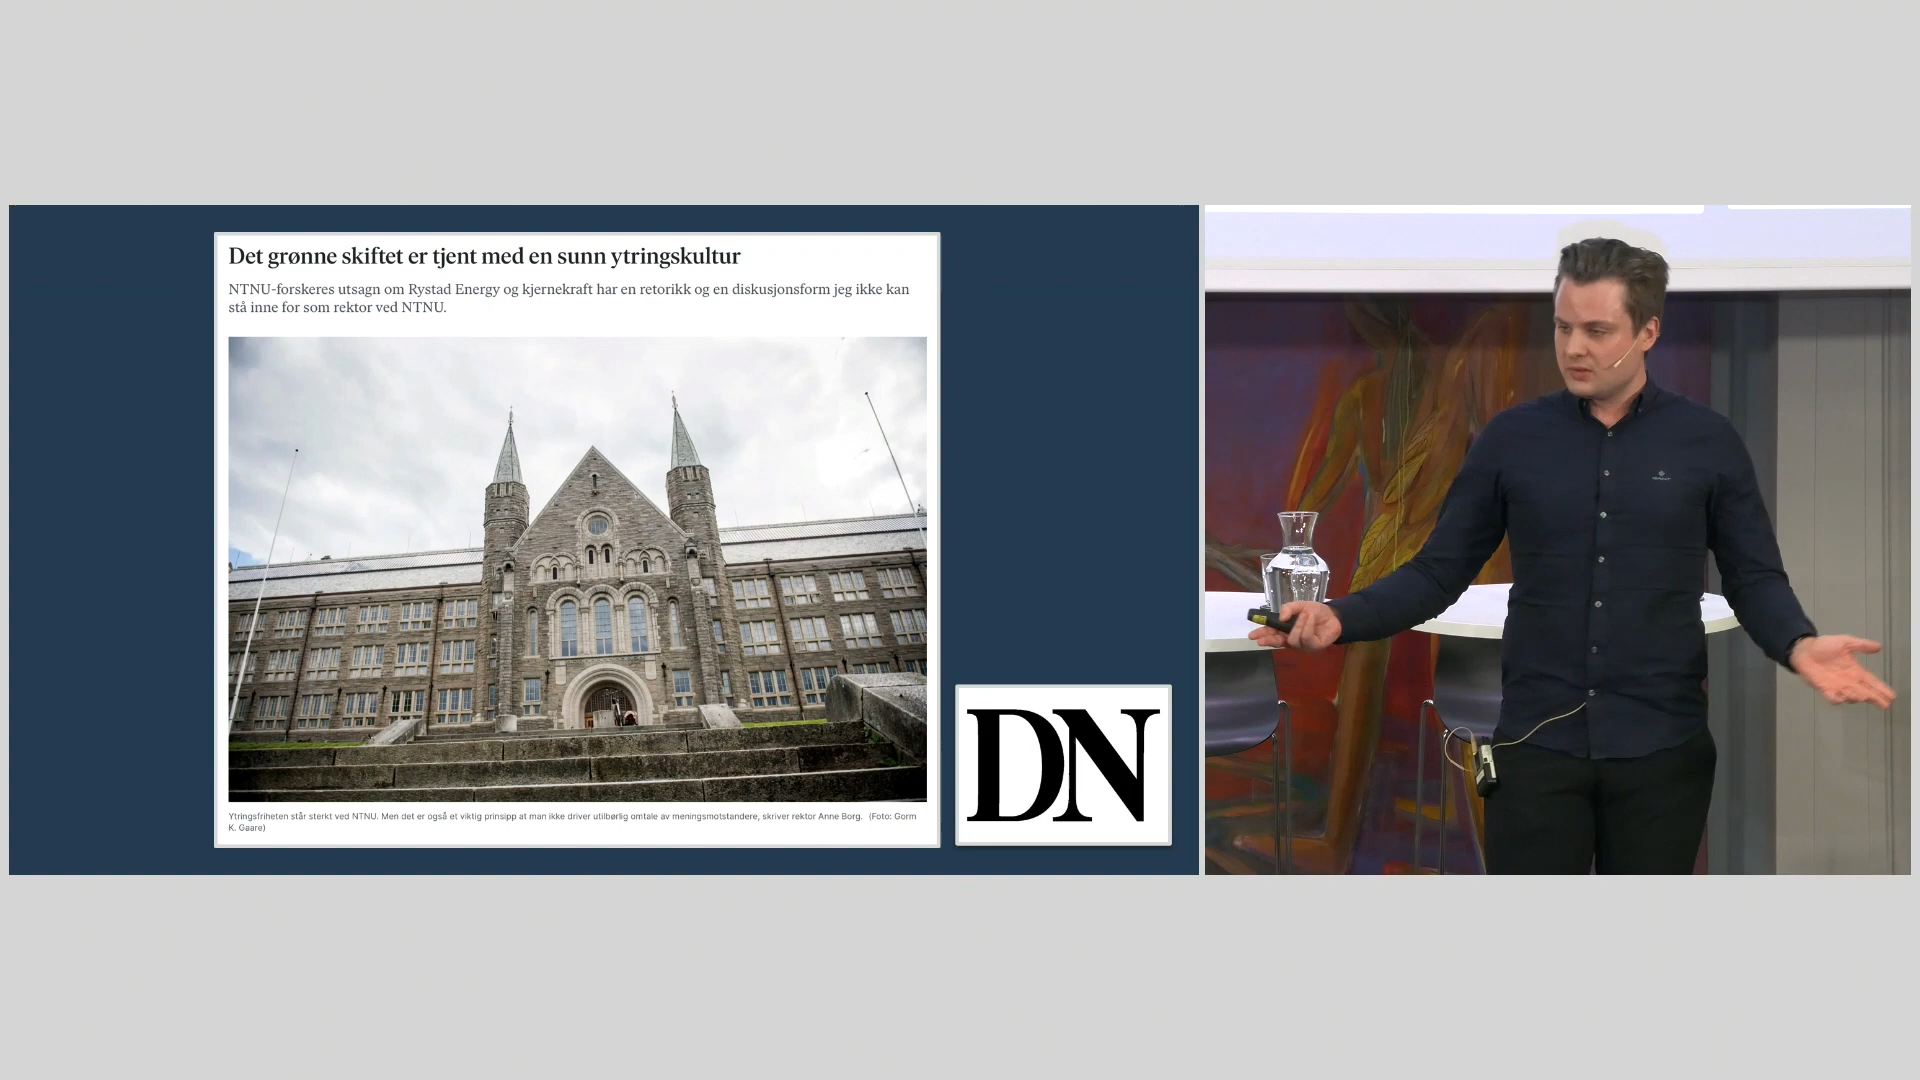 Det grønne skiftet er tjent med en sunn ytringskultur
NTNU-forskeres utsagn om Rystad Energy og kjernekraft har en retorikk og en diskusjonsform jeg ikke kan
stå inne for som rektor ved NTNU.
Ytringsfriheten står sterkt ved NTNU. Men det er også et viktig prinsipp at man ikke driver utilbørlig omtale av meningsmotstandere, skriver rektor Anne Borg. (Foto: Gorm
K. Gaare)
DN